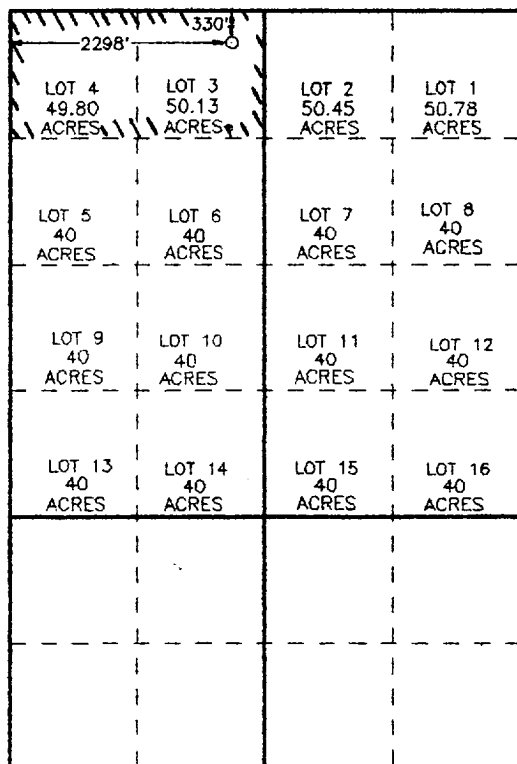 330'
2298'
LOT 4
49.80
ACRES
LOT 3
50.13
ACRES
LOT 2
50.45
ACRES
LOT 1
50.78
ACRES
LOT 5
40
ACRES
LOT 6
40
ACRES
LOT 7
40
ACRES
LOT 8
40
ACRES
LOT 9
40
ACRES
LOT 10
40
ACRES
LOT 11
40
ACRES
LOT 12
40
ACRES
LOT 13
40
ACRES
LOT 14
40
ACRES
LOT 15
40
ACRES
LOT 16
40
ACRES